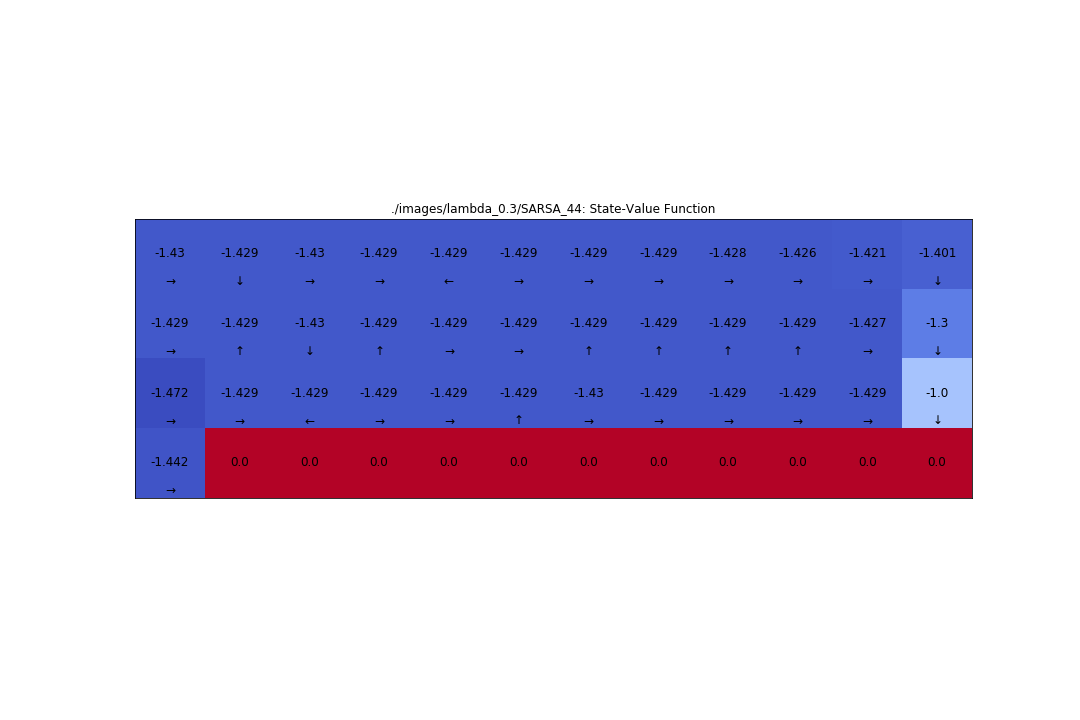 ./images/lambda_0.3/SARSA_44: State-Value Function
-1.43 -1.429 -1.43 -1.429 -1.429 -1.429 -1.429 -1.429 -1.428 -1.426 -1.421 -1.401
→ ↓ → → ← → → → → → → ↓
-1.429 -1.429 -1.43 -1.429 -1.429 -1.429 -1.429 -1.429 -1.429 -1.429 -1.427 -1.3
→ ↑ ↓ ↑ → → ↑ ↑ ↑ ↑ → ↓
-1.472 -1.429 -1.429 -1.429 -1.429 -1.429 -1.43 -1.429 -1.429 -1.429 -1.429 -1.0
→ → ← → → ↑ → → → → → ↓
-1.442 0.0 0.0 0.0 0.0 0.0 0.0 0.0 0.0 0.0 0.0 0.0
→